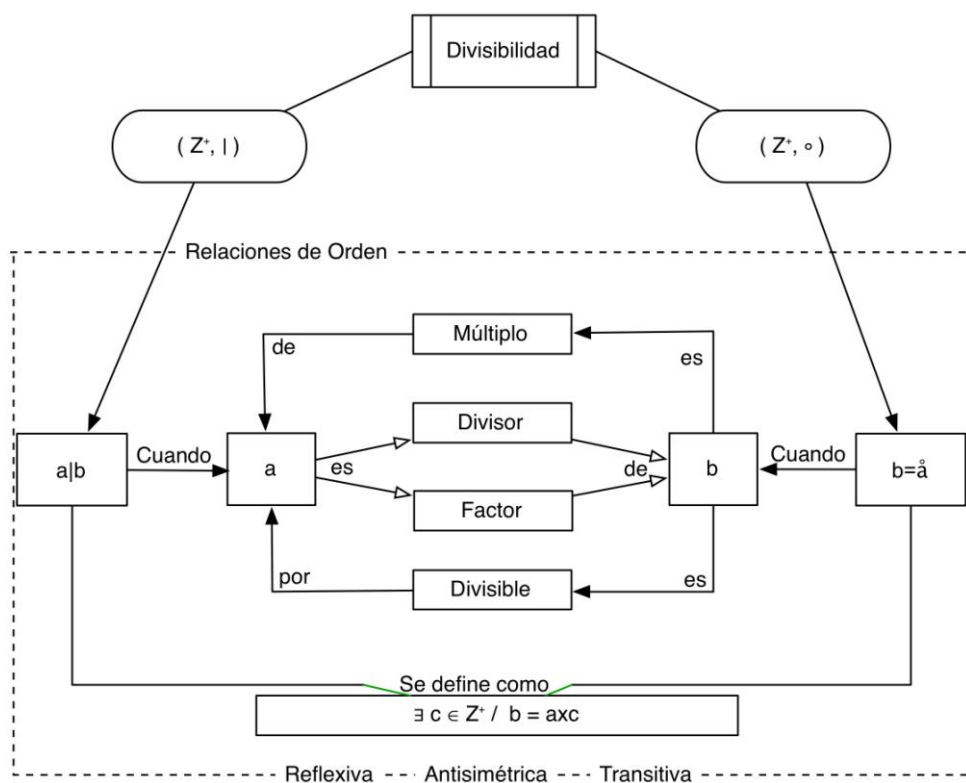 Divisibilidad
( Z⁺, | )
( Z⁺, ∘ )
Relaciones de Orden
Múltiplo
de
es
Divisor
a|b
Cuando
a
es
de
b
Cuando
b=å
Factor
por
Divisible
es
Se define como
∃ c ∈ Z⁺ / b = axc
Reflexiva
Antisimétrica
Transitiva